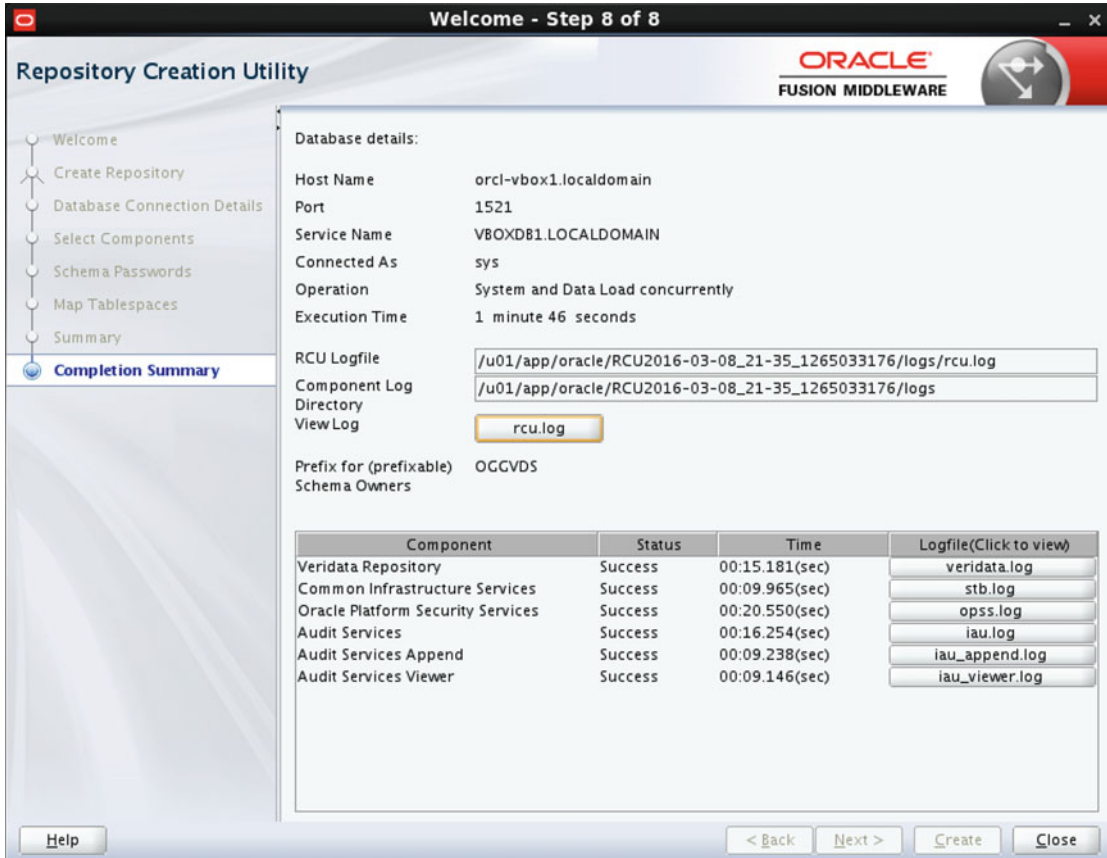 Welcome - Step 8 of 8
Repository Creation Utility
ORACLE®
FUSION MIDDLEWARE
Welcome
Create Repository
Database Connection Details
Select Components
Schema Passwords
Map Tablespaces
Summary
Completion Summary
Database details:
Host Name orcl-vbox1.localdomain
Port 1521
Service Name VBOXDB1.LOCALDOMAIN
Connected As sys
Operation System and Data Load concurrently
Execution Time 1 minute 46 seconds
RCU Logfile /u01/app/oracle/RCU2016-03-08_21-35_1265033176/logs/rcu.log
Component Log /u01/app/oracle/RCU2016-03-08_21-35_1265033176/logs
Directory
View Log rcu.log
Prefix for (prefixable) OGGVDS
Schema Owners
Component Status Time Logfile(Click to view)
Veridata Repository Success 00:15.181(sec) veridata.log
Common Infrastructure Services Success 00:09.965(sec) stb.log
Oracle Platform Security Services Success 00:20.550(sec) opss.log
Audit Services Success 00:16.254(sec) iau.log
Audit Services Append Success 00:09.238(sec) iau_append.log
Audit Services Viewer Success 00:09.146(sec) iau_viewer.log
Help < Back Next > Create Close